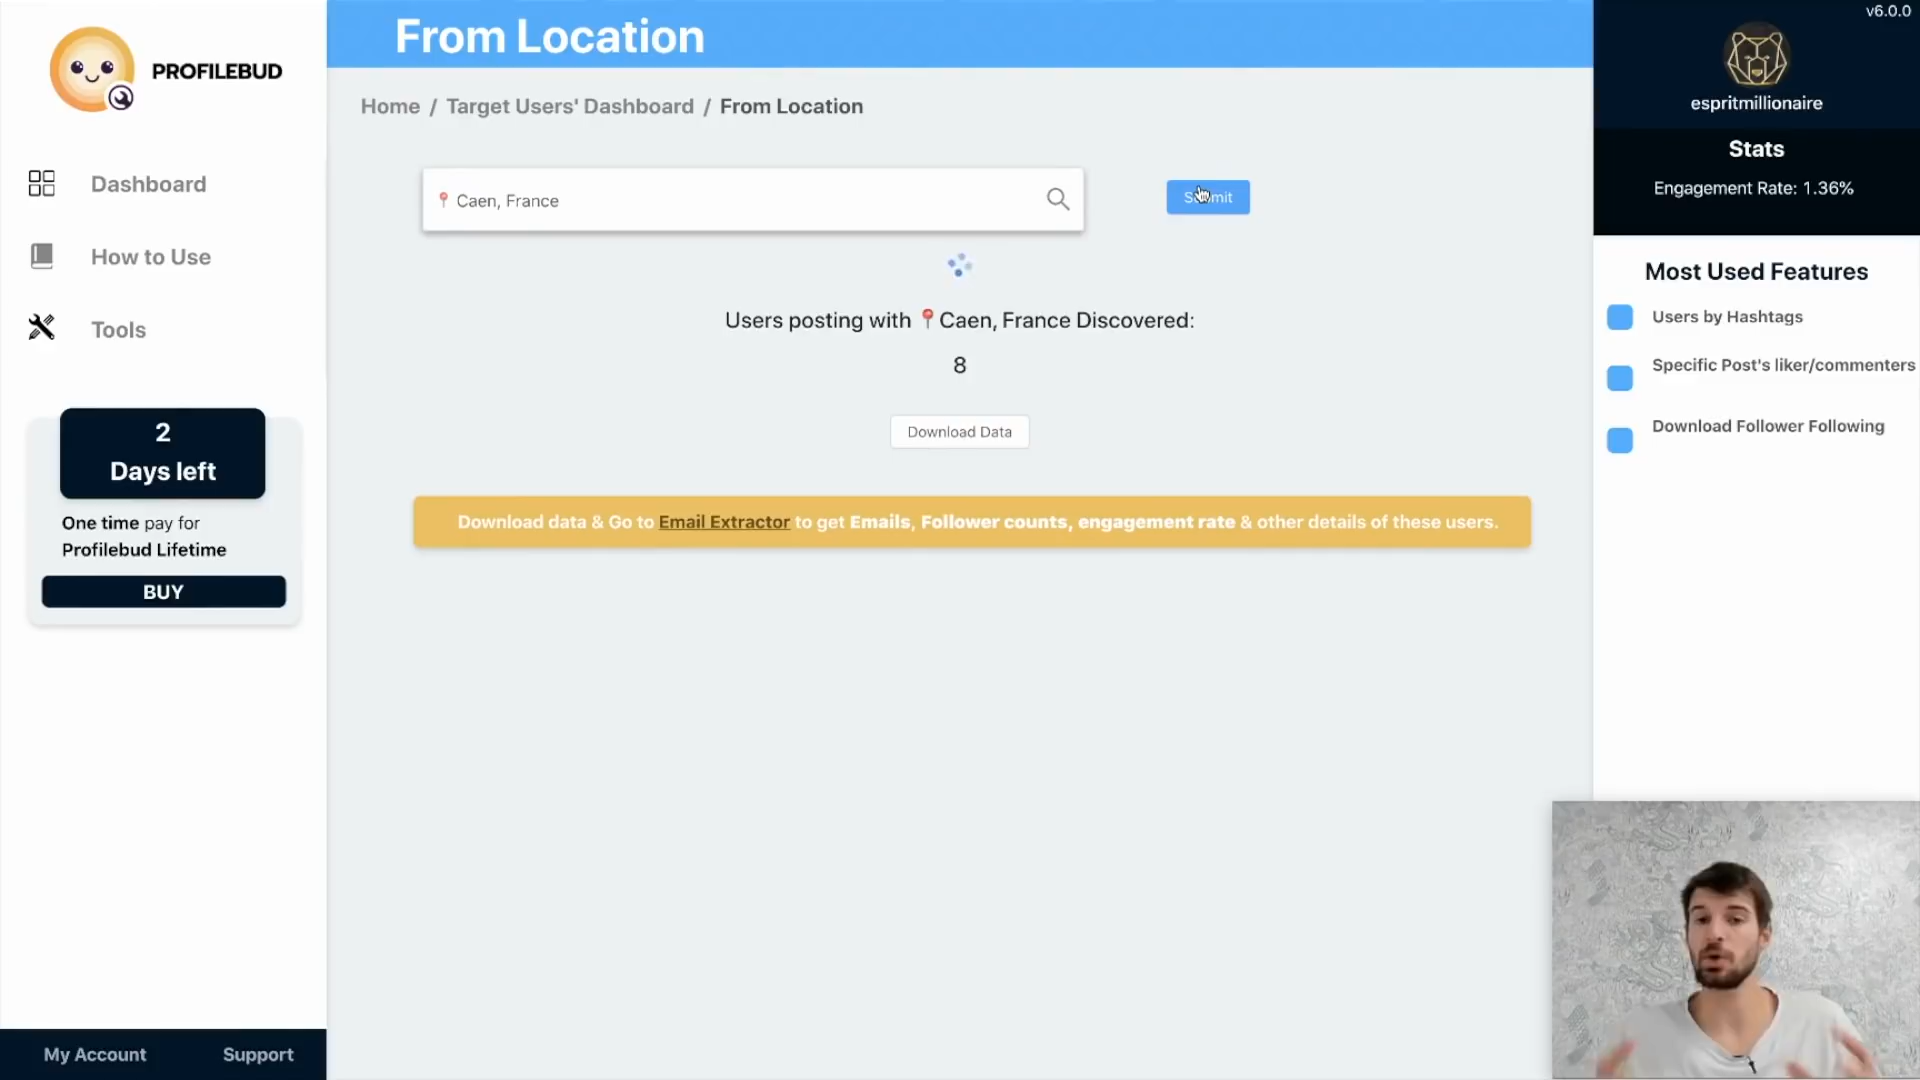 PROFILEBUD
Dashboard
How to Use
Tools
2
Days left
One time pay for
Profilebud Lifetime
BUY
My Account
Support
From Location
Home / Target Users' Dashboard / From Location
📍 Caen, France
Submit
Users posting with 📍Caen, France Discovered:
8
Download Data
Download data & Go to Email Extractor to get Emails, Follower counts, engagement rate & other details of these users.
v6.0.0
espritmillionaire
Stats
Engagement Rate: 1.36%
Most Used Features
Users by Hashtags
Specific Post's liker/commenters
Download Follower Following